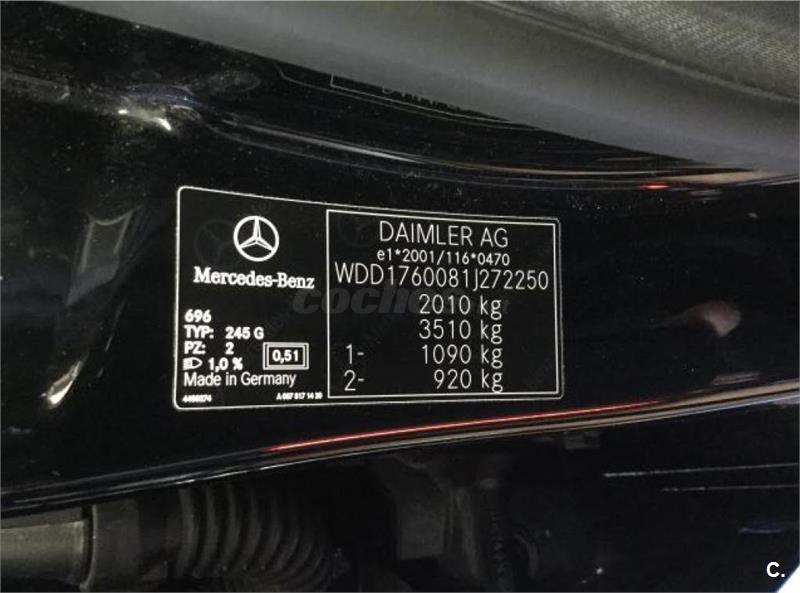 Mercedes-Benz
696
TYP: 245 G
PZ: 2
1,0 %
0,51
Made in Germany
DAIMLER AG
e1*2001/116*0470
WDD1760081J272250
2010 kg
3510 kg
1- 1090 kg
2- 920 kg
C.